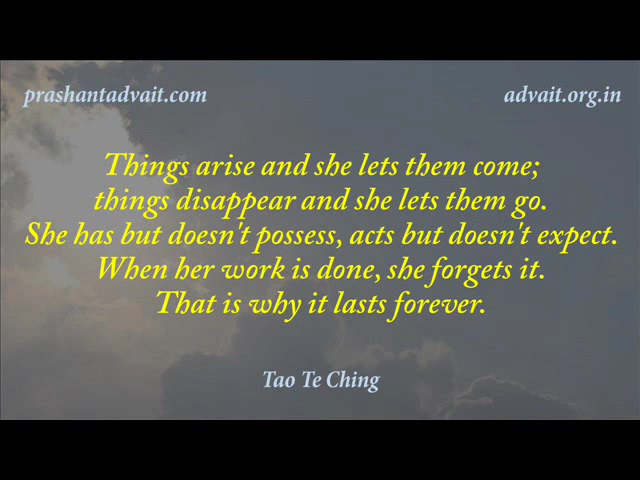 prashantadvait.com
advait.org.in
Things arise and she lets them come;
things disappear and she lets them go.
She has but doesn't possess, acts but doesn't expect.
When her work is done, she forgets it.
That is why it lasts forever.
Tao Te Ching